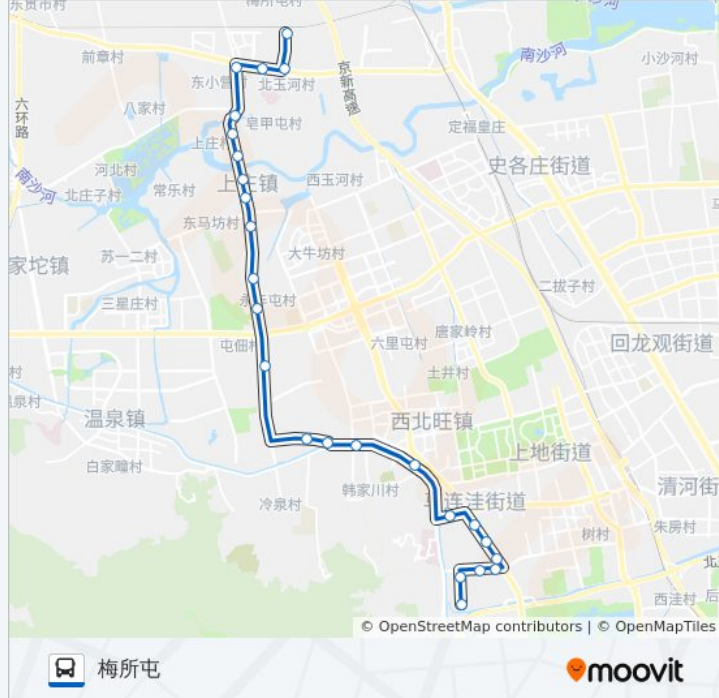 东贯市村
梅所屯村
前章村
南沙河
小沙河村
东小营村
北玉河村
京新高速
六环路
八家村
皂甲屯村
定福皇庄
上庄村
河北村
史各庄街道
南沙河
常乐村
上庄镇
西玉河村
北庄子村
东马坊村
苏一二村
大牛坊村
家坨镇
二拨子村
三星庄村
永丰屯村
唐家岭村
回龙观街道
六里屯村
屯佃村
村
土井村
泉村
温泉镇
西北旺镇
上地街道
白家疃村
韩家川村
清河街
冷泉村
马连洼街道
树村
朱房村
北
西洼村
后
© OpenStreetMap contributors | © OpenMapTiles
梅所屯
moovit